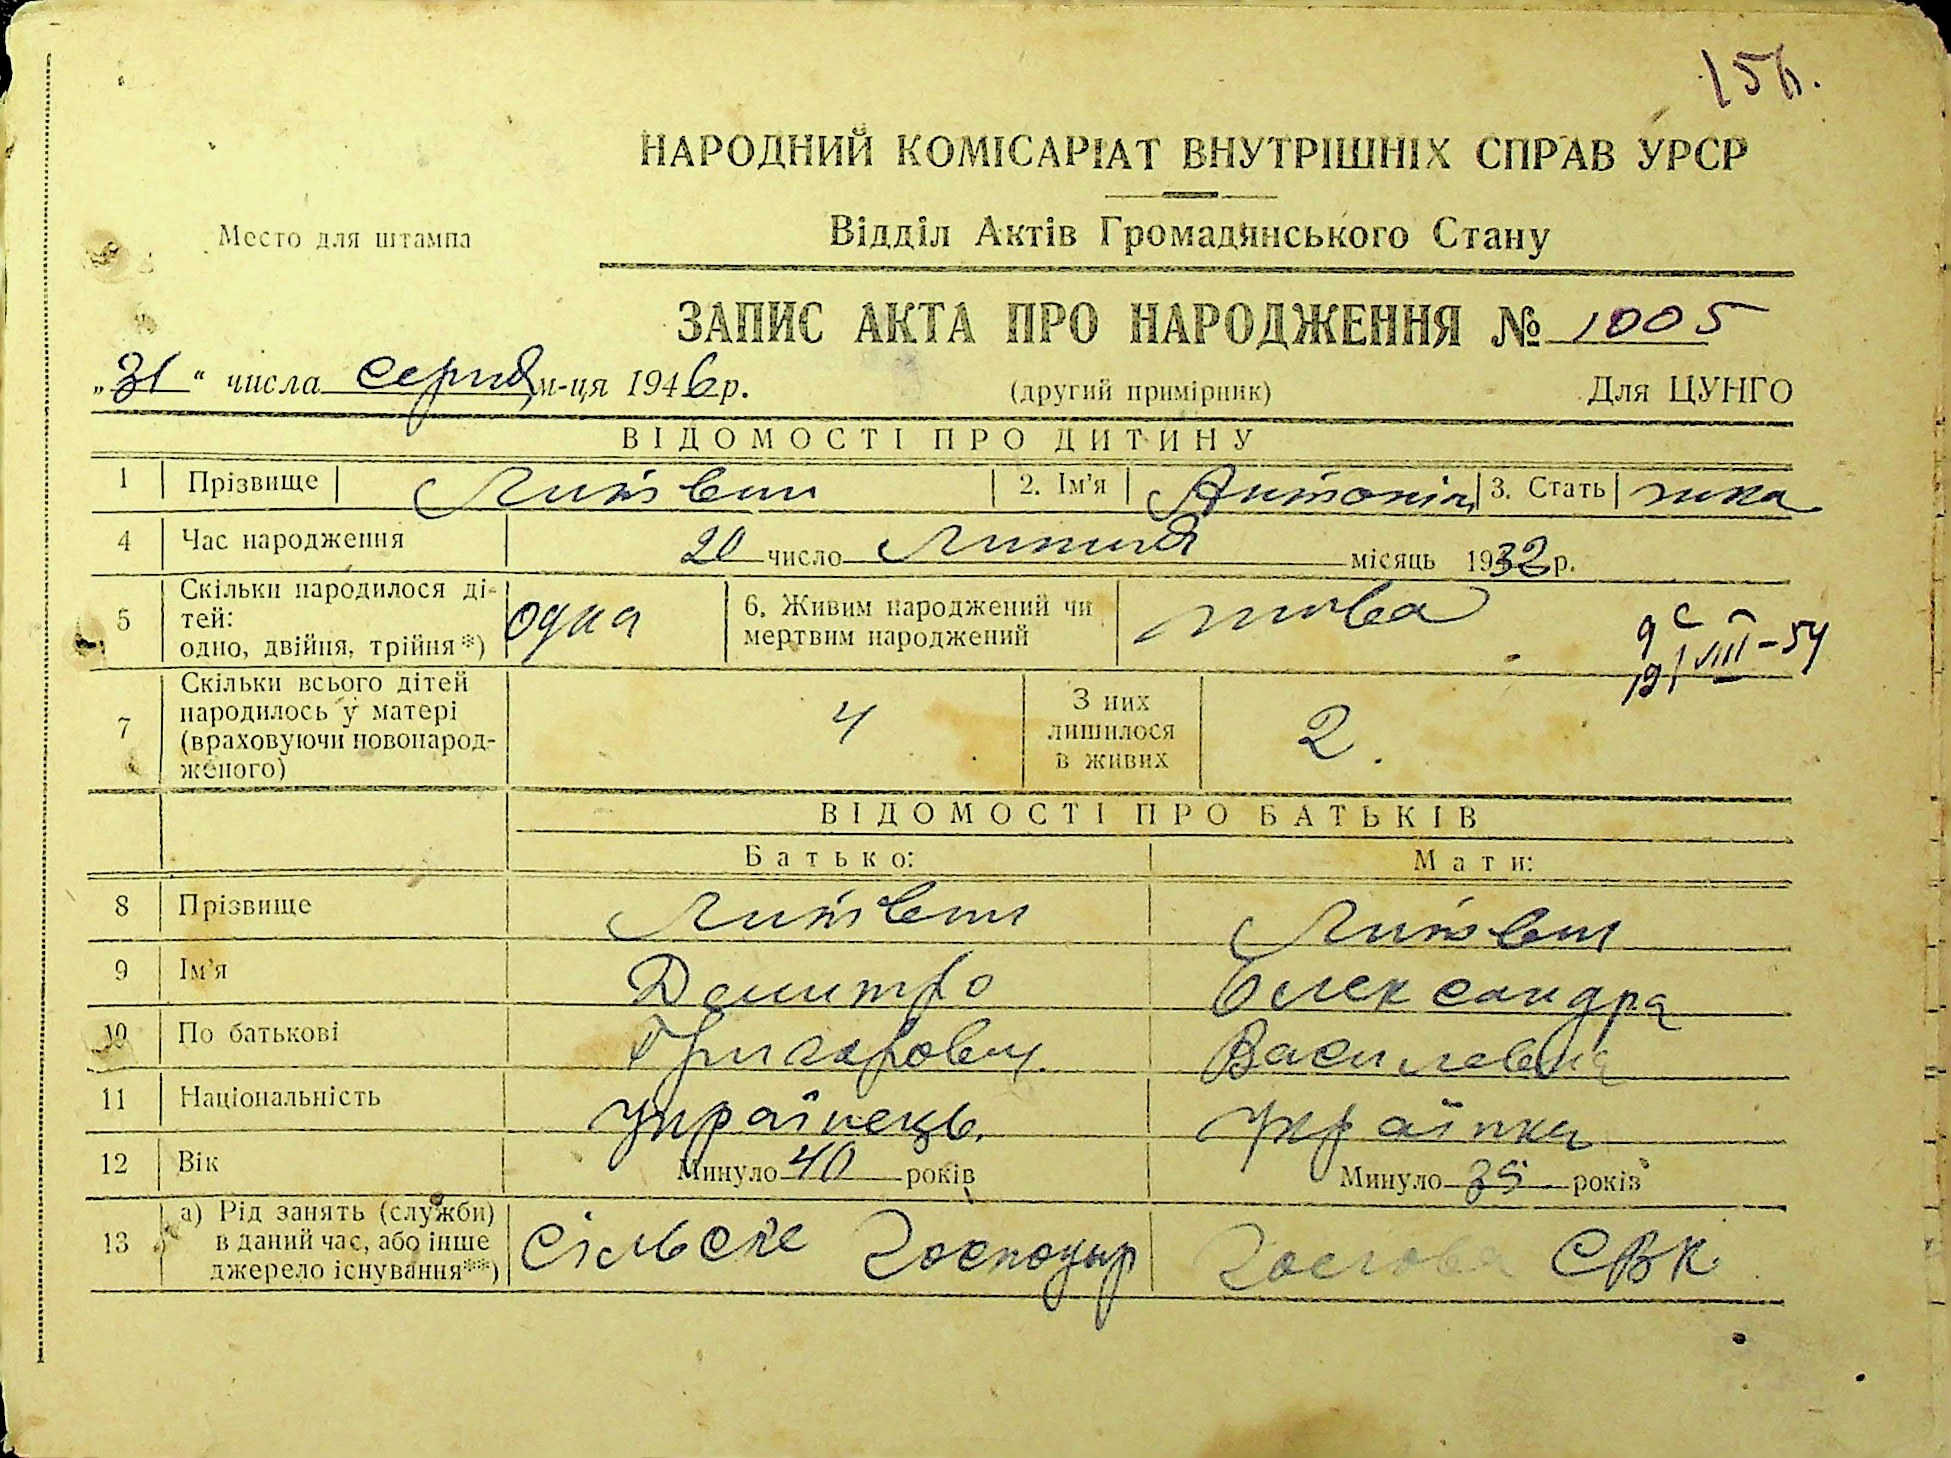 156.
НАРОДНИЙ КОМІСАРІАТ ВНУТРІШНІХ СПРАВ УРСР
Место для штампа
Відділ Актів Громадянського Стану
ЗАПИС АКТА ПРО НАРОДЖЕННЯ № 1005
„31“ числа серпня м-ця 1946 р. (другий примірник) Для ЦУНГО
ВІДОМОСТІ ПРО ДИТИНУ
1 Прізвище Литвин 2. Ім'я Антоніна 3. Стать жіка
4 Час народження 20 число Липня місяць 1932 р.
5 Скільки народилося дітей:
одно, двійня, трійня*) одна 6. Живим народжений чи мертвим народжений жива
VIII-54
7 Скільки всього дітей народилось у матері (враховуючи новонародженого) 4 З них лишилося в живих 2.
ВІДОМОСТІ ПРО БАТЬКІВ
Батько: Мати:
8 Прізвище Литвин Литвин
9 Ім'я Дмитро Олександра
10 По батькові Григорович Василевна
11 Національність Українець. Українка
12 Вік Минуло 40 років Минуло 35 років
13 а) Рід занять (служби) в даний час, або інше джерело існування**) Сільске господар СВК